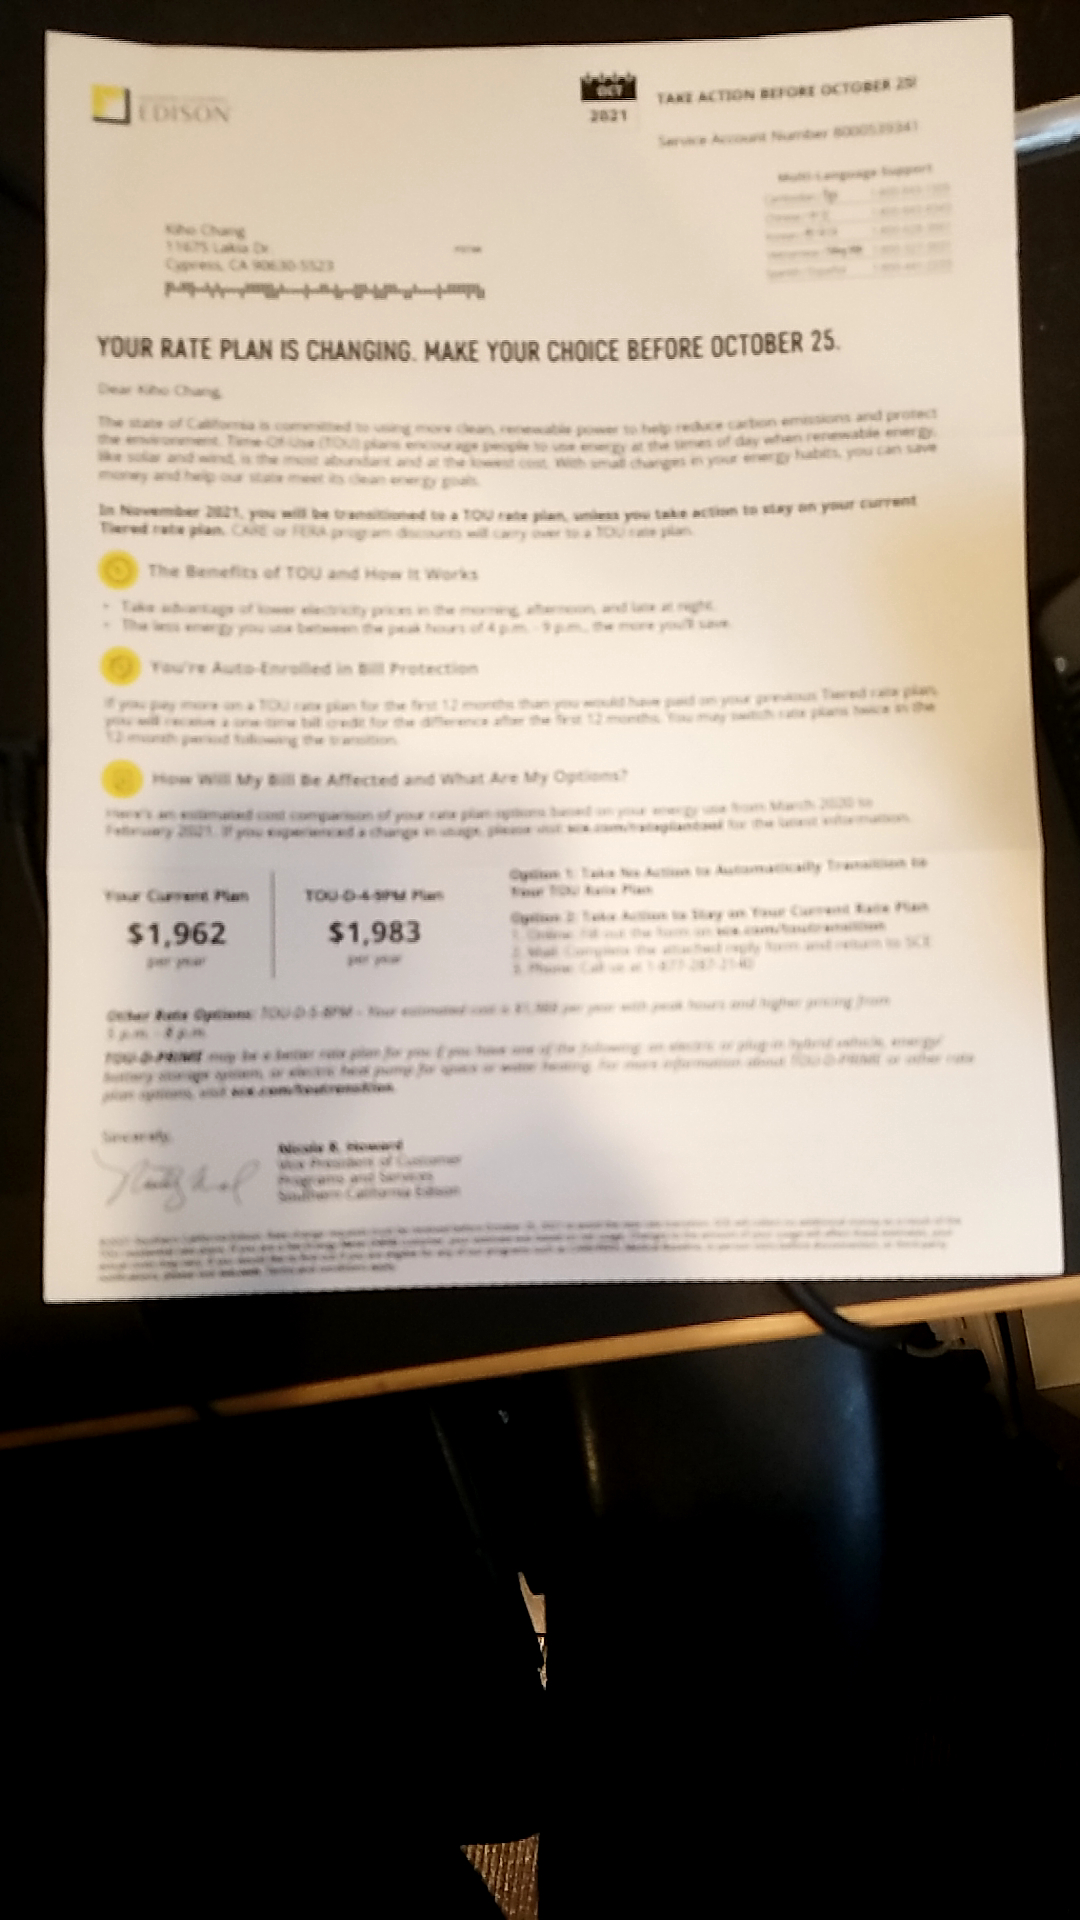 EDISON
OCT
2021
TAKE ACTION BEFORE OCTOBER 25!
Service Account Number 8000539341
Multi-Language Support
Kiho Chang
11675 Lakia Dr.
Cypress, CA 90630-5523
YOUR RATE PLAN IS CHANGING. MAKE YOUR CHOICE BEFORE OCTOBER 25.
Dear Kiho Chang,
The state of California is committed to using more clean, renewable power to help reduce carbon emissions and protect
the environment. Time-Of-Use (TOU) plans encourage people to use energy at the times of day when renewable energy,
like solar and wind, is the most abundant and at the lowest cost. With small changes in your energy habits, you can save
money and help our state meet its clean energy goals.
In November 2021, you will be transitioned to a TOU rate plan, unless you take action to stay on your current
Tiered rate plan. CARE or FERA program discounts will carry over to a TOU rate plan.
The Benefits of TOU and How It Works
• Take advantage of lower electricity prices in the morning, afternoon, and late at night.
• The less energy you use between the peak hours of 4 p.m. - 9 p.m., the more you'll save.
You're Auto-Enrolled in Bill Protection
If you pay more on a TOU rate plan for the first 12 months than you would have paid on your previous Tiered rate plan,
you will receive a one-time bill credit for the difference after the first 12 months. You may switch rate plans twice in the
12-month period following the transition.
How Will My Bill Be Affected and What Are My Options?
Here's an estimated cost comparison of your rate plan options based on your energy use from March 2020 to
February 2021. If you experienced a change in usage, please visit sce.com/rateplantool for the latest information.
Your Current Plan
$1,962
per year
TOU-D-4-9PM Plan
$1,983
per year
Option 1: Take No Action to Automatically Transition to
Your TOU Rate Plan
Option 2: Take Action to Stay on Your Current Rate Plan
1. Online: Fill out the form on sce.com/toutransition
2. Mail: Complete the attached reply form and return to SCE
3. Phone: Call us at 1-877-287-2140
Other Rate Options: TOU-D-5-8PM - Your estimated cost is per year with peak hours and higher pricing from
5 p.m. - 8 p.m.
TOU-D-PRIME may be a better rate plan for you if you have one of the following: an electric or plug-in hybrid vehicle, energy/
battery storage system, or electric heat pump for space or water heating. For more information about TOU-D-PRIME or other rate
plan options, visit sce.com/toutransition.
Sincerely,
Nicole R. Howard
Vice President of Customer
Programs and Services
Southern California Edison